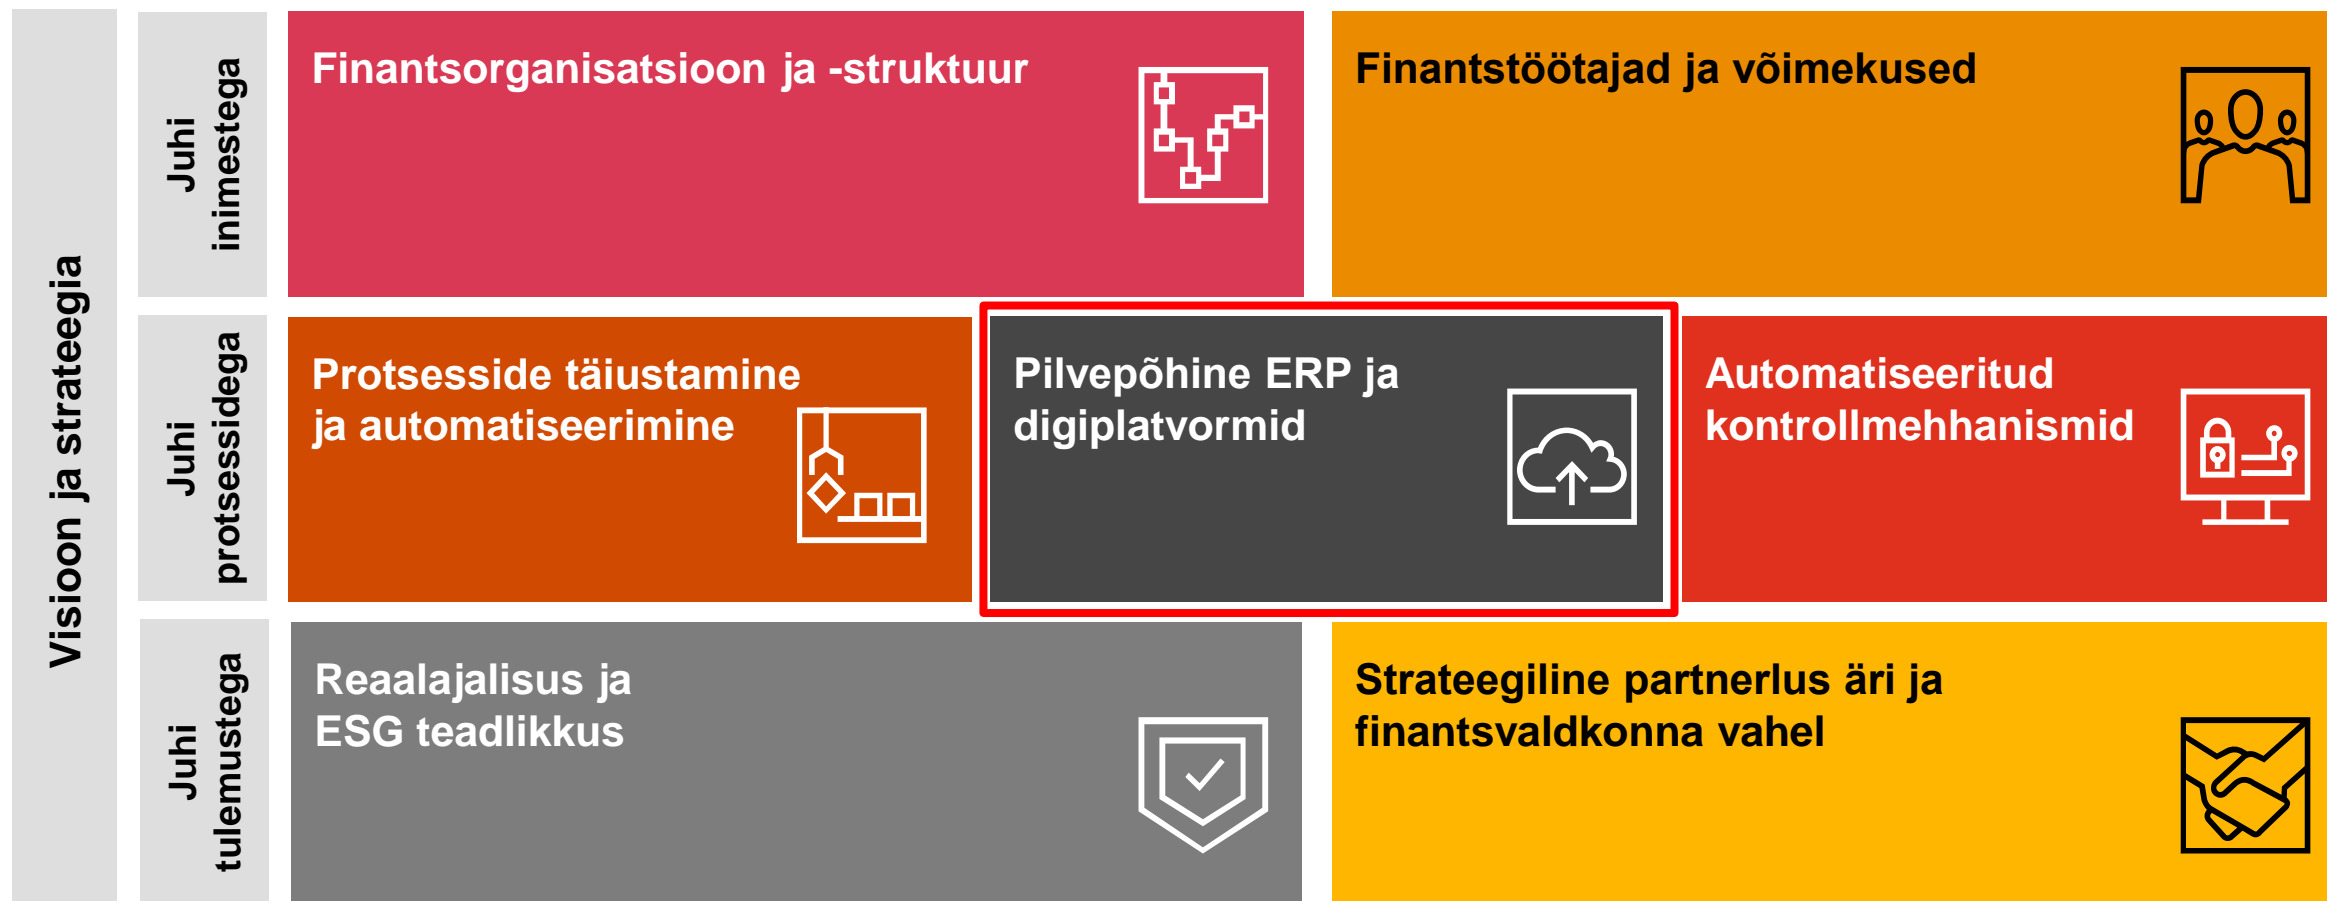 Visioon ja strateegia
Juhi
inimestega
Finantsorganisatsioon ja -struktuur
Finantstöötajad ja võimekused
Juhi
protsessidega
Protsesside täiustamine
ja automatiseerimine
Pilvepõhine ERP ja
digiplatvormid
Automatiseeritud
kontrollmehhanismid
Juhi
tulemustega
Reaalajalisus ja
ESG teadlikkus
Strateegiline partnerlus äri ja
finantsvaldkonna vahel